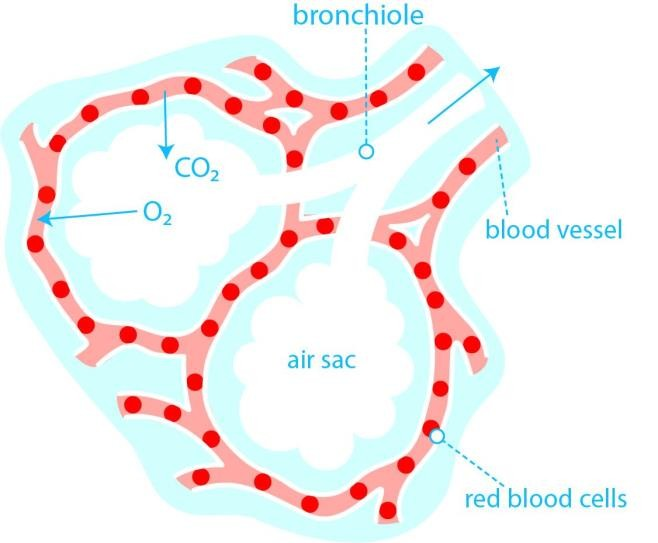 bronchiole
CO₂
O₂
blood vessel
air sac
red blood cells